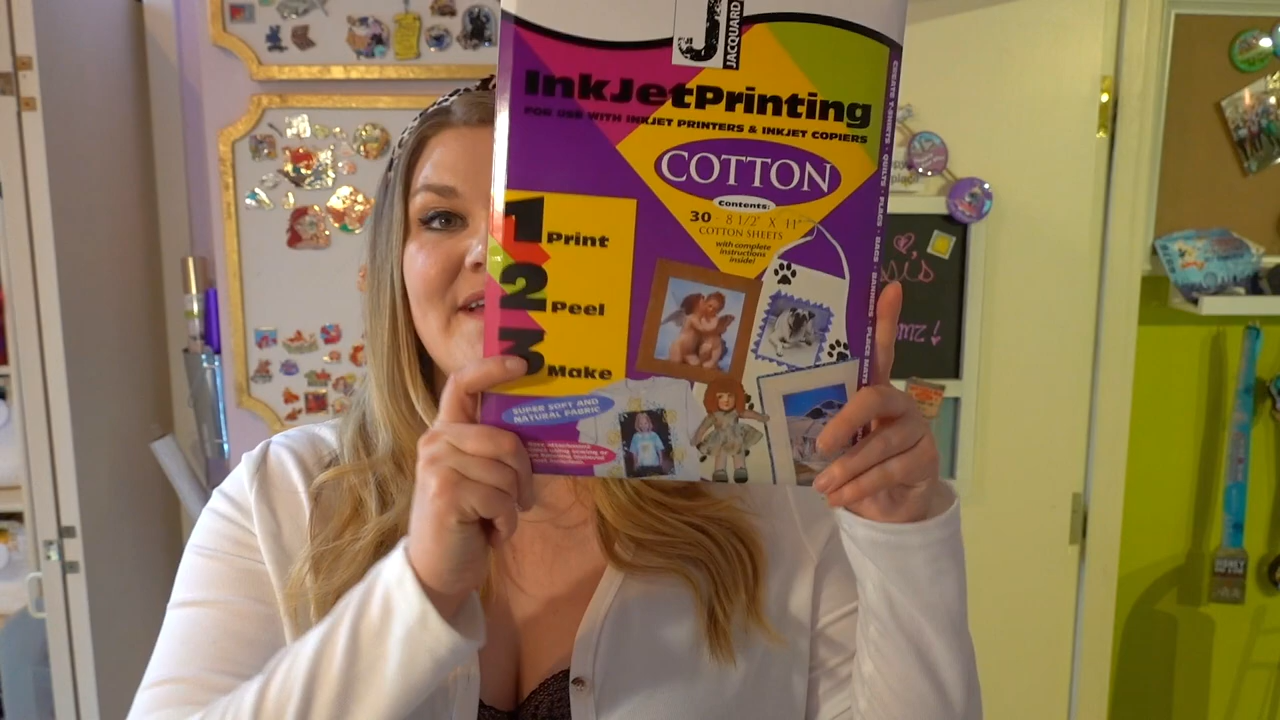 J
JACQUARD
InkJetPrinting
FOR USE WITH INKJET PRINTERS & INKJET COPIERS
COTTON
Contents:
30 - 8 1/2" X 11"
COTTON SHEETS
with complete
instructions
inside!
1 Print
2 Peel
3 Make
SUPER SOFT AND
NATURAL FABRIC
CREATE T-SHIRTS · QUILTS · FLAGS · BAGS · BANNERS · PLACE MATS